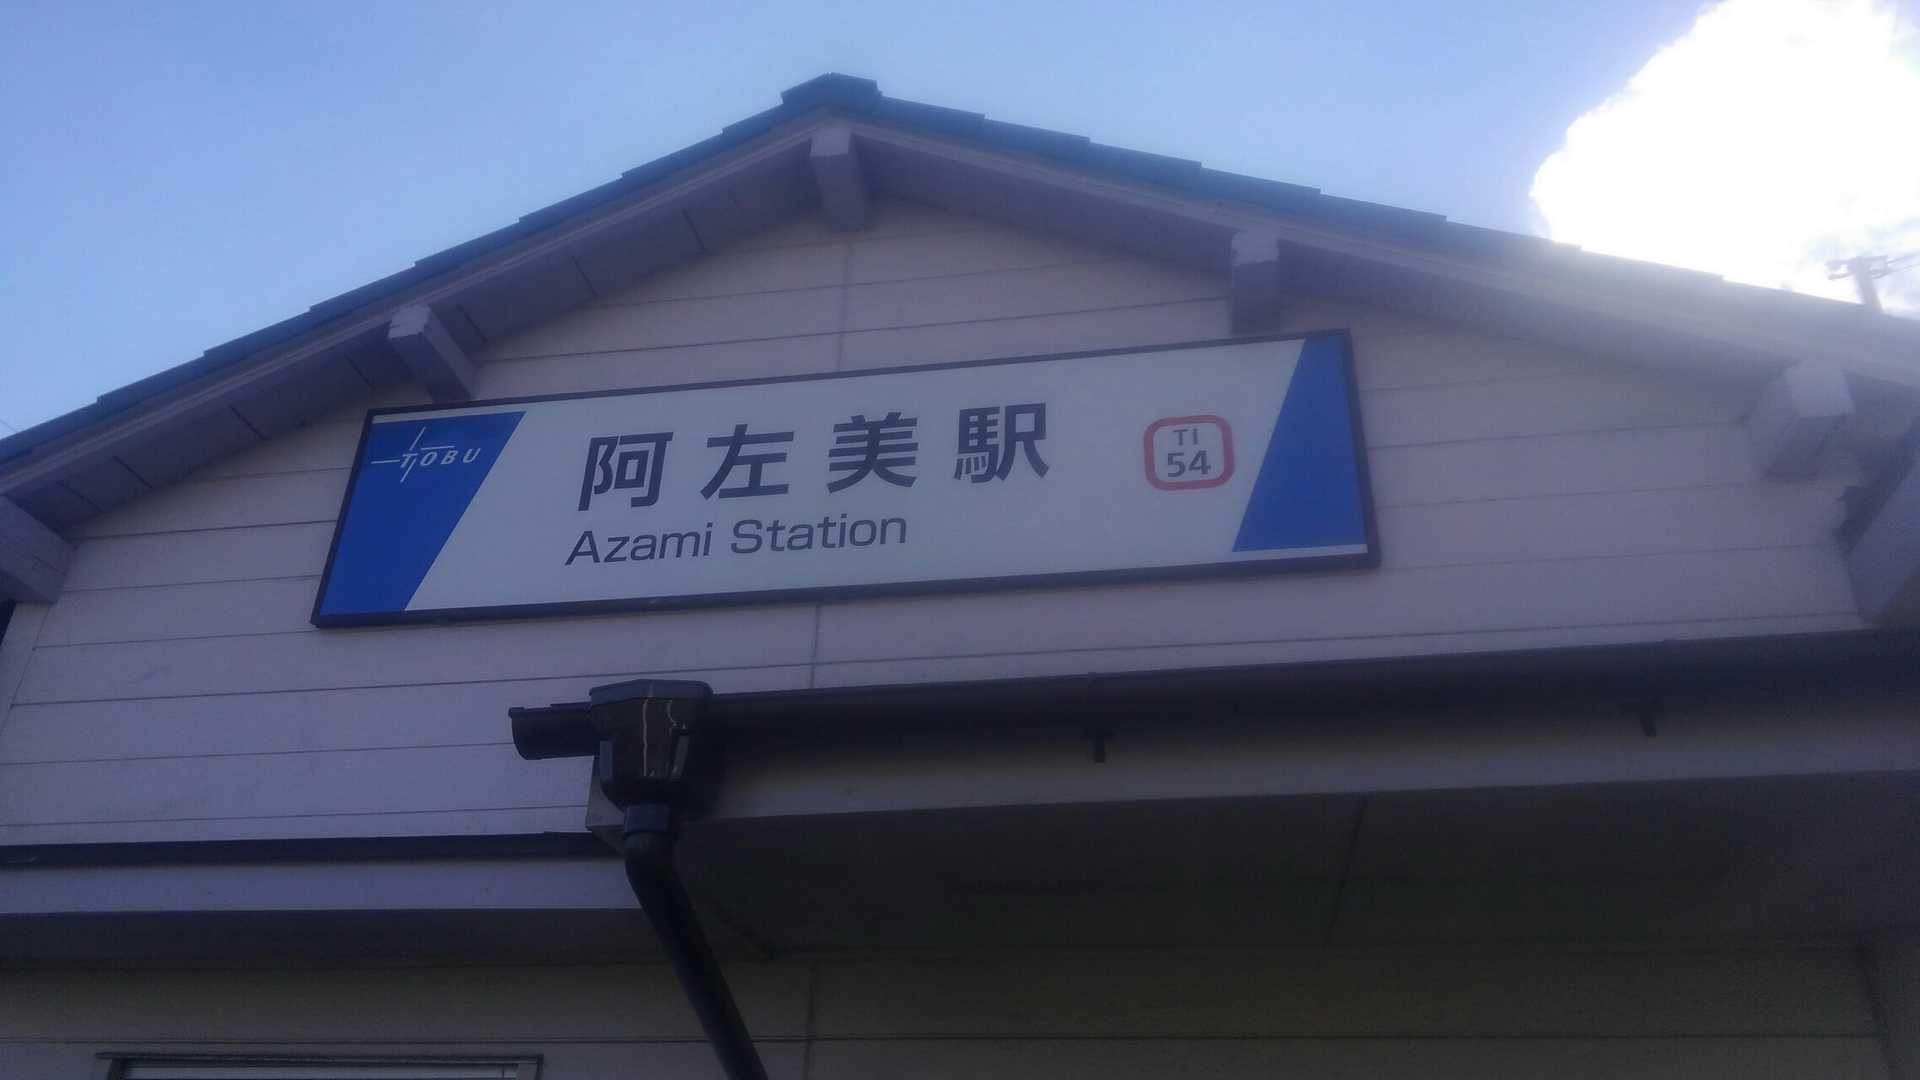 TOBU
阿左美駅
Azami Station
TI
54